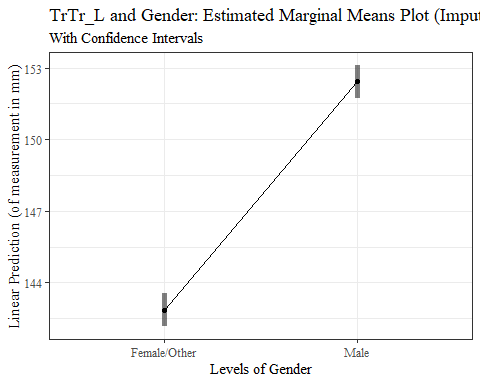 TrTr_L and Gender: Estimated Marginal Means Plot (Imput
With Confidence Intervals
Linear Prediction (of measurement in mm)
153
150
147
144
Female/Other
Male
Levels of Gender